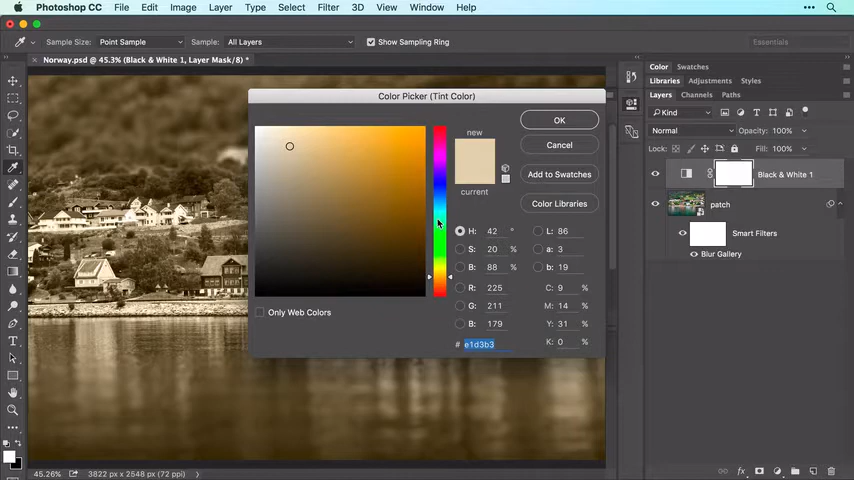 Photoshop CC File Edit Image Layer Type Select Filter 3D View Window Help
Sample Size: Point Sample Sample: All Layers Show Sampling Ring Essentials
Norway.psd @ 45.3% (Black & White 1, Layer Mask/8) *
Color Picker (Tint Color)
new
current
OK
Cancel
Add to Swatches
Color Libraries
H: 42 °
S: 20 %
B: 88 %
R: 225
G: 211
B: 179
L: 86
a: 3
b: 19
C: 9 %
M: 14 %
Y: 31 %
K: 0 %
# e1d3b3
Only Web Colors
Color Swatches
Libraries Adjustments Styles
Layers Channels Paths
Kind
Normal Opacity: 100%
Lock: Fill: 100%
Black & White 1
patch
Smart Filters
Blur Gallery
45.26% 3822 px x 2548 px (72 ppi)
fx